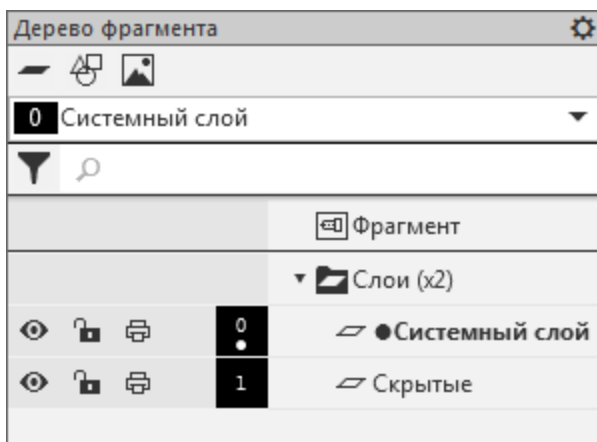 Дерево фрагмента
0 Системный слой
Фрагмент
Слои (x2)
0 Системный слой
1 Скрытые